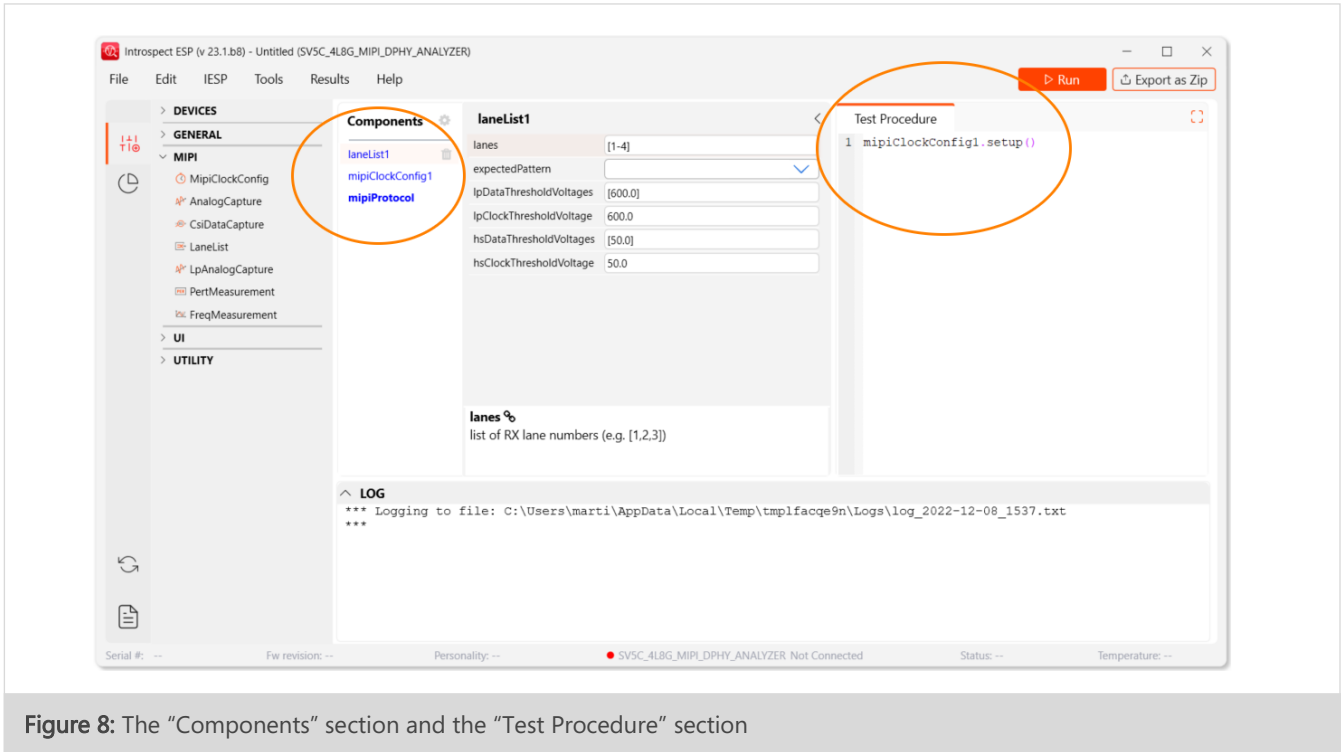 Introspect ESP (v 23.1.b8) - Untitled (SV5C_4L8G_MIPI_DPHY_ANALYZER)
File Edit IESP Tools Results Help
Run
Export as Zip
DEVICES
GENERAL
MIPI
MipiClockConfig
AnalogCapture
CsiDataCapture
LaneList
LpAnalogCapture
PertMeasurement
FreqMeasurement
UI
UTILITY
Components
laneList1
mipiClockConfig1
mipiProtocol
laneList1
lanes [1-4]
expectedPattern
lpDataThresholdVoltages [600.0]
lpClockThresholdVoltage 600.0
hsDataThresholdVoltages [50.0]
hsClockThresholdVoltage 50.0
lanes
list of RX lane numbers (e.g. [1,2,3])
Test Procedure
1 mipiClockConfig1.setup()
LOG
*** Logging to file: C:\Users\marti\AppData\Local\Temp\tmplfacqe9n\Logs\log_2022-12-08_1537.txt
***
Serial #: -- Fw revision: -- Personality: -- SV5C_4L8G_MIPI_DPHY_ANALYZER Not Connected Status: -- Temperature: --
Figure 8: The “Components” section and the “Test Procedure” section